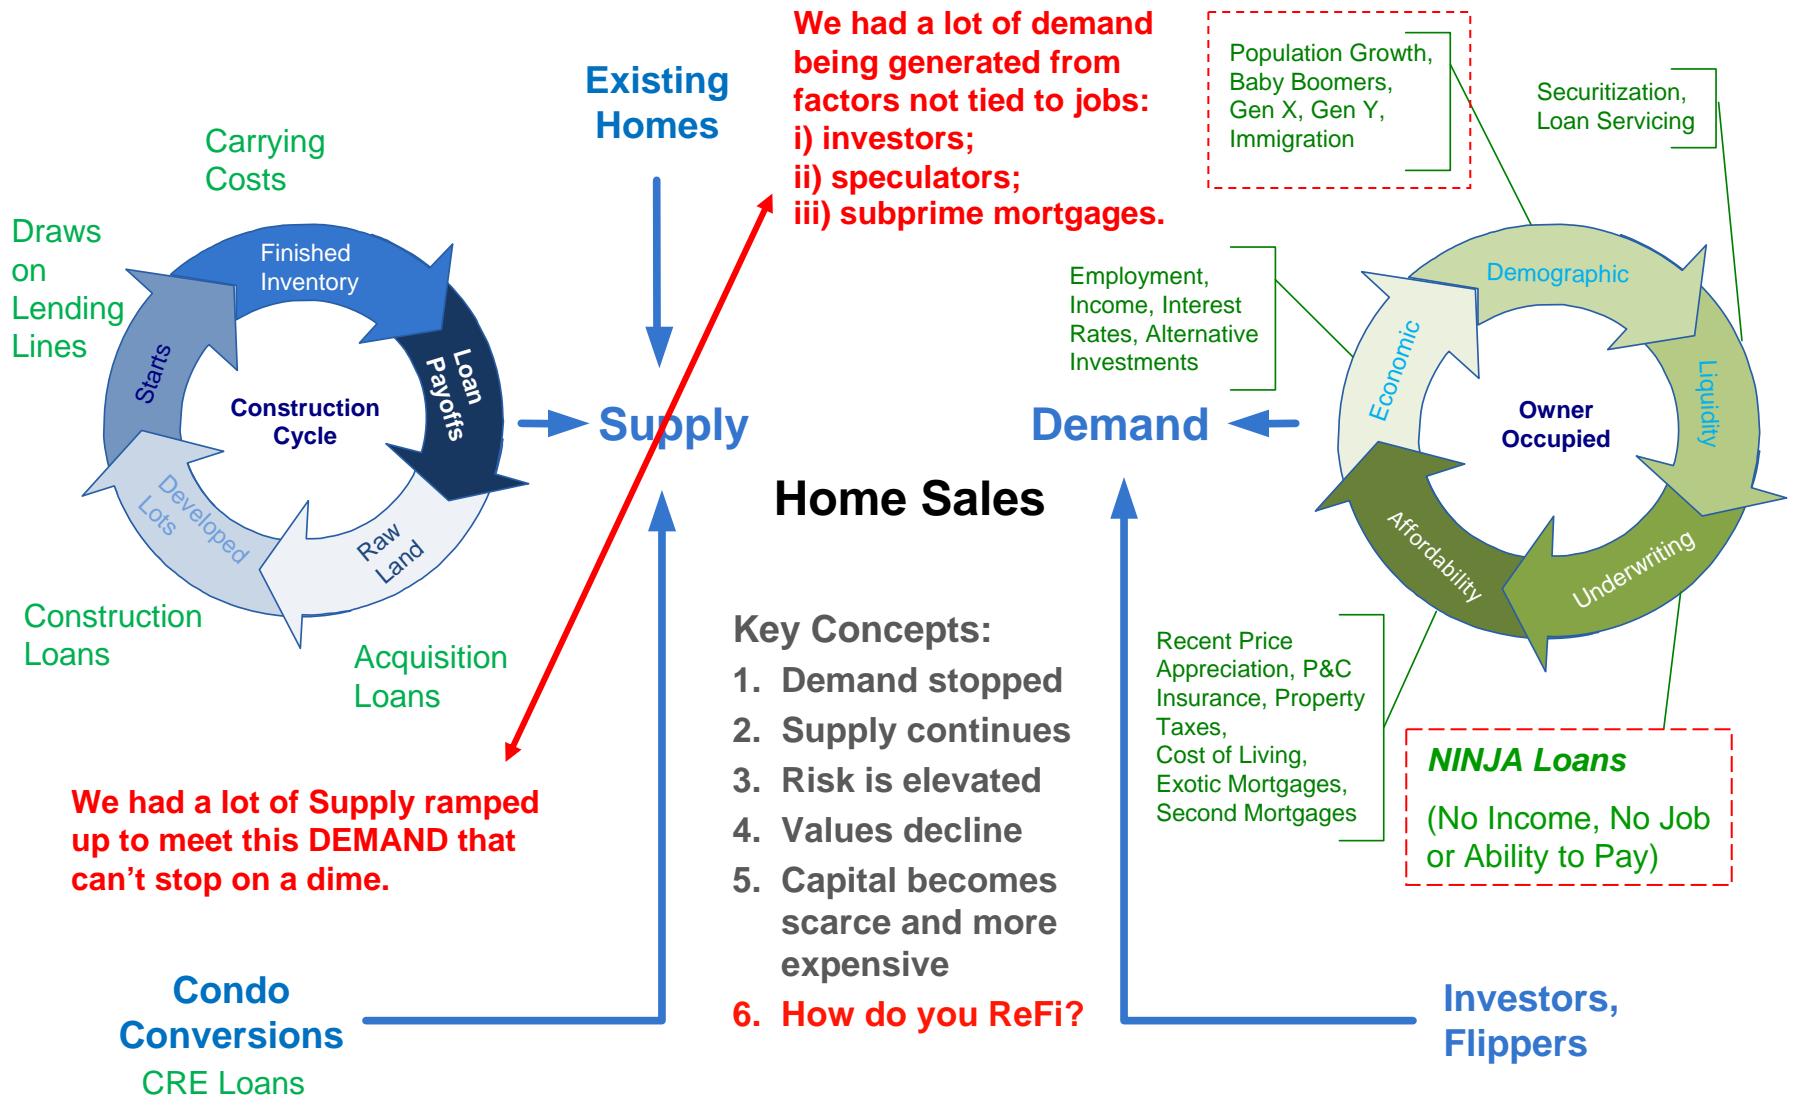 We had a lot of demand
being generated from
factors not tied to jobs:
i) investors;
ii) speculators;
iii) subprime mortgages.
Existing
Homes
Population Growth,
Baby Boomers,
Gen X, Gen Y,
Immigration
Securitization,
Loan Servicing
Carrying
Costs
Draws
on
Lending
Lines
Finished
Inventory
Loan
Payoffs
Raw
Land
Developed
Lots
Starts
Construction
Cycle
Construction
Loans
Acquisition
Loans
Supply
Demand
Home Sales
Employment,
Income, Interest
Rates, Alternative
Investments
Demographic
Liquidity
Underwriting
Affordability
Economic
Owner
Occupied
Key Concepts:
1. Demand stopped
2. Supply continues
3. Risk is elevated
4. Values decline
5. Capital becomes
scarce and more
expensive
6. How do you ReFi?
Recent Price
Appreciation, P&C
Insurance, Property
Taxes,
Cost of Living,
Exotic Mortgages,
Second Mortgages
NINJA Loans
(No Income, No Job
or Ability to Pay)
We had a lot of Supply ramped
up to meet this DEMAND that
can’t stop on a dime.
Condo
Conversions
CRE Loans
Investors,
Flippers